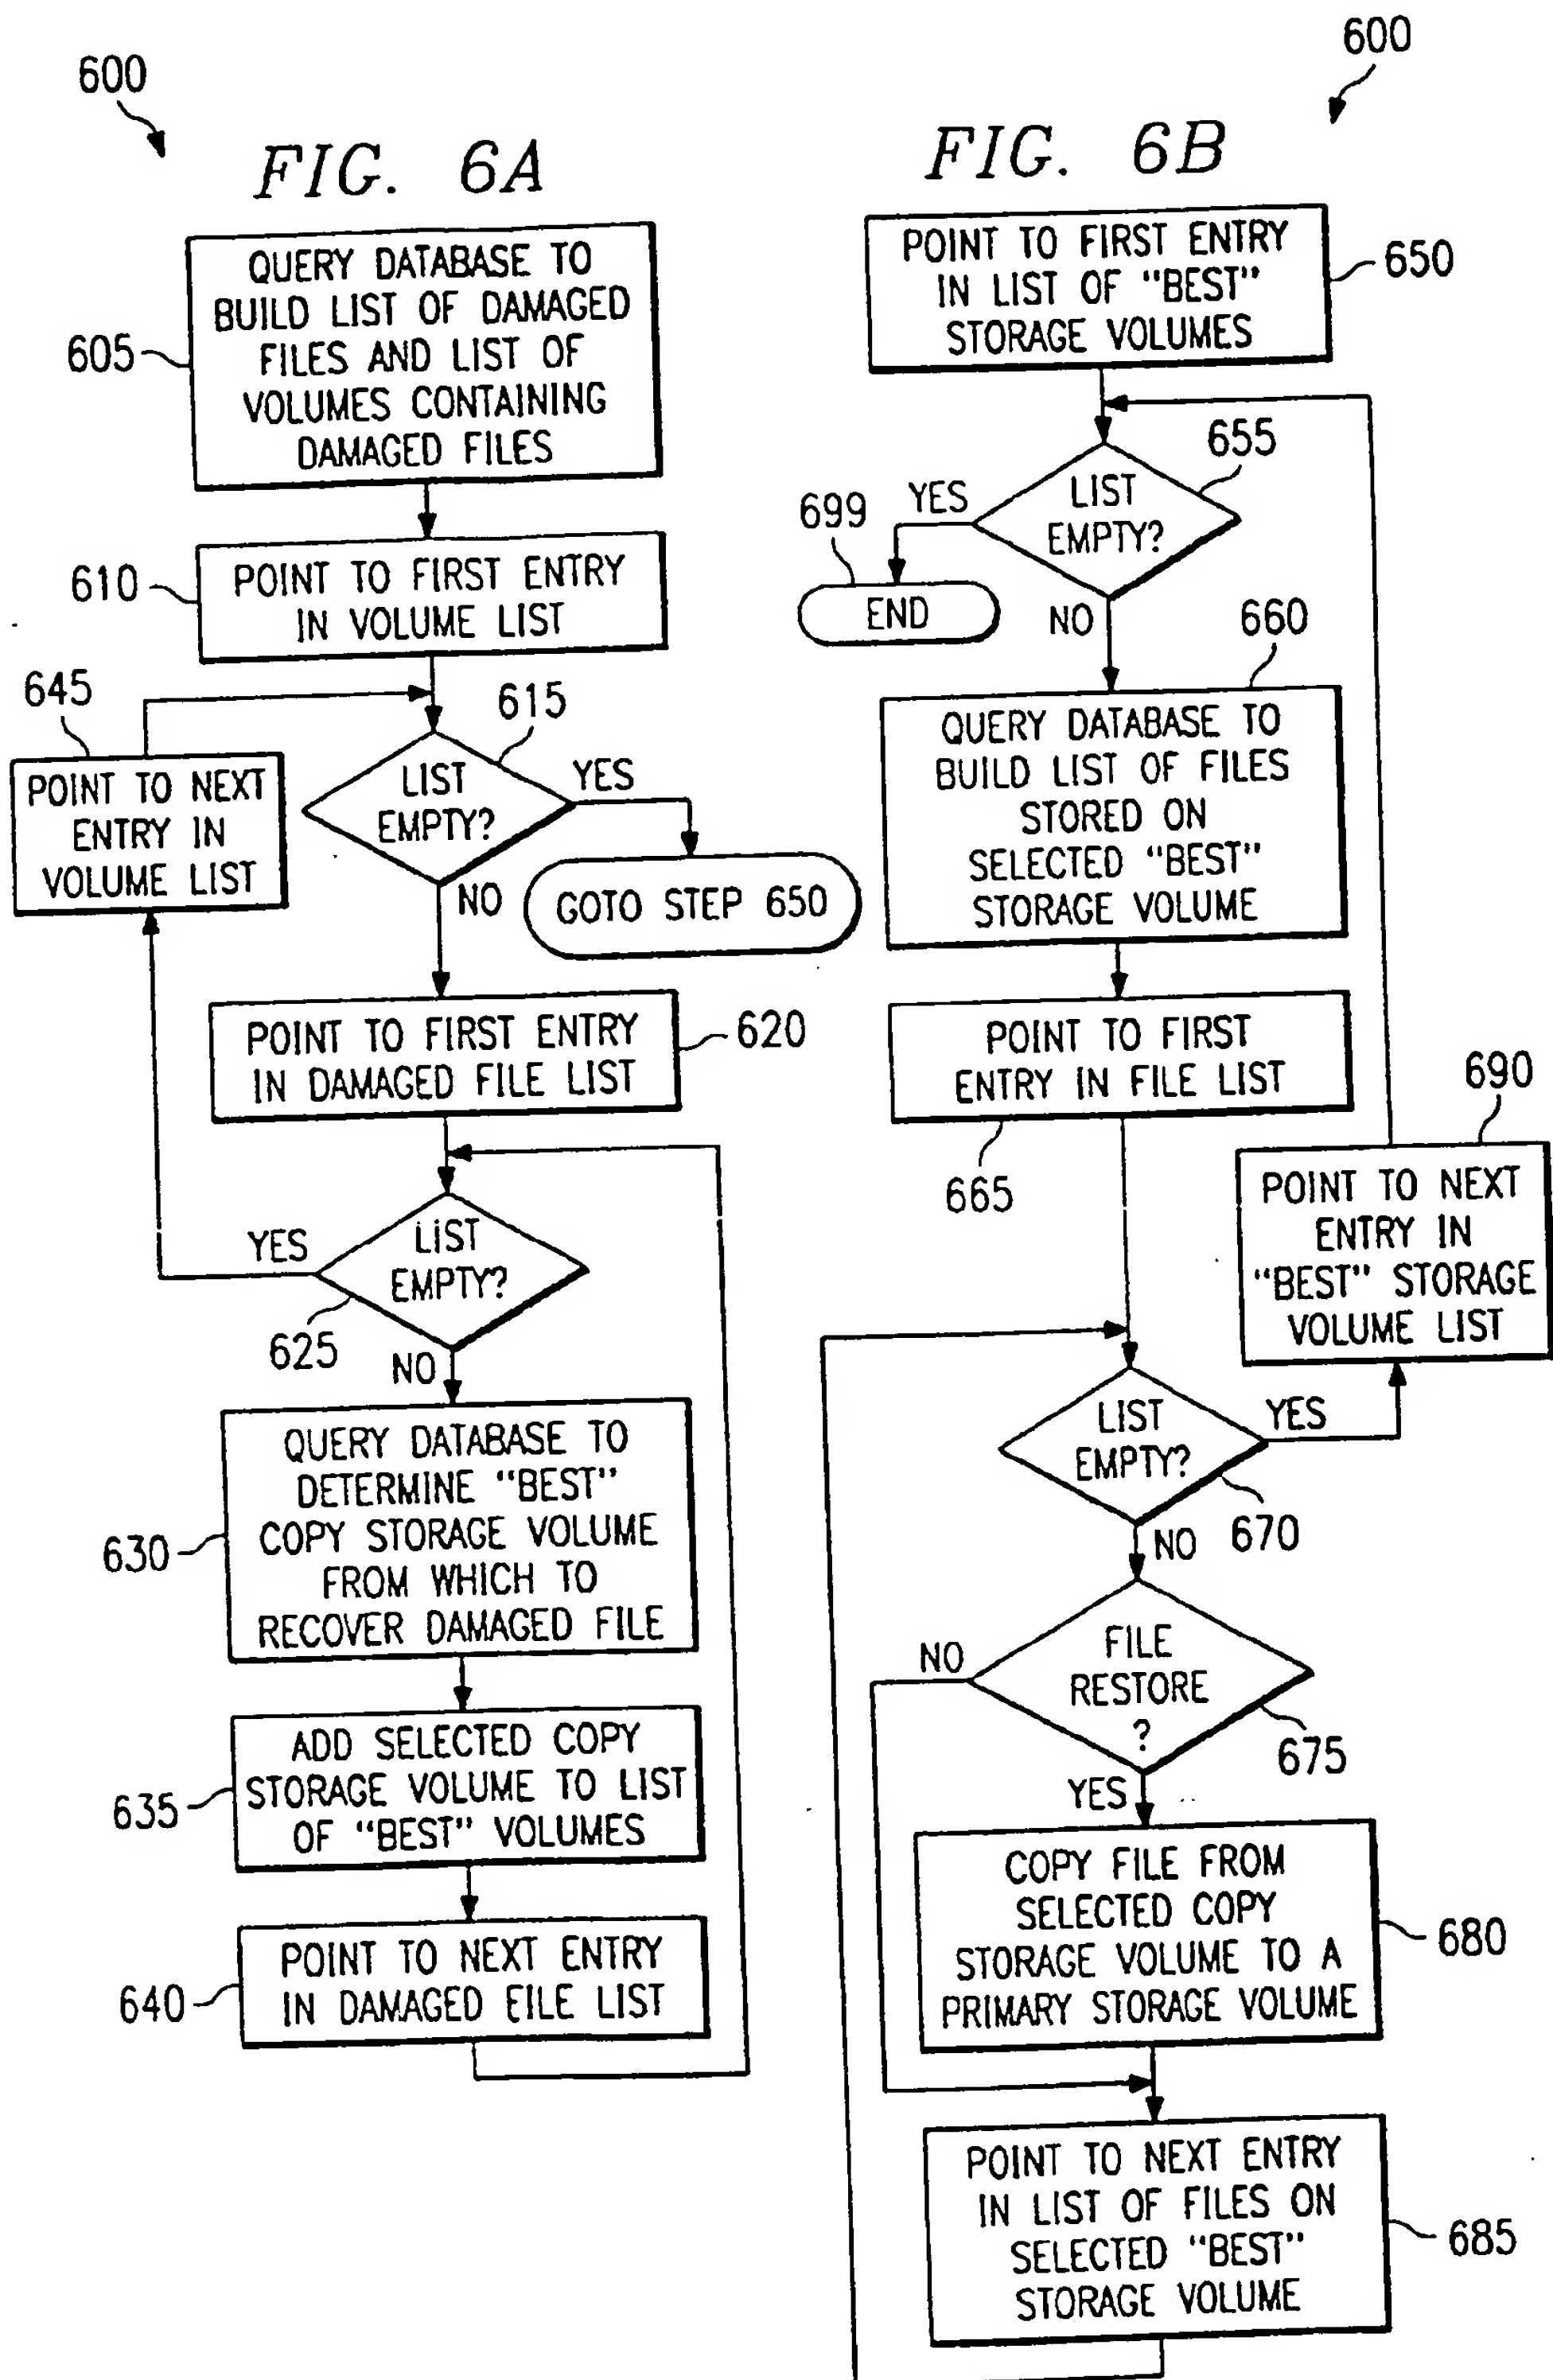 600
FIG. 6A
QUERY DATABASE TO
BUILD LIST OF DAMAGED
FILES AND LIST OF
VOLUMES CONTAINING
DAMAGED FILES
605
POINT TO FIRST ENTRY
IN VOLUME LIST
610
645
POINT TO NEXT
ENTRY IN
VOLUME LIST
615
LIST
EMPTY?
YES
NO
GOTO STEP 650
POINT TO FIRST ENTRY
IN DAMAGED FILE LIST
620
LIST
EMPTY?
YES
625
NO
QUERY DATABASE TO
DETERMINE "BEST"
COPY STORAGE VOLUME
FROM WHICH TO
RECOVER DAMAGED FILE
630
ADD SELECTED COPY
STORAGE VOLUME TO LIST
OF "BEST" VOLUMES
635
POINT TO NEXT ENTRY
IN DAMAGED FILE LIST
640
600
FIG. 6B
POINT TO FIRST ENTRY
IN LIST OF "BEST"
STORAGE VOLUMES
650
655
LIST
EMPTY?
YES
699
END
NO
660
QUERY DATABASE TO
BUILD LIST OF FILES
STORED ON
SELECTED "BEST"
STORAGE VOLUME
POINT TO FIRST
ENTRY IN FILE LIST
665
690
POINT TO NEXT
ENTRY IN
"BEST" STORAGE
VOLUME LIST
LIST
EMPTY?
YES
670
NO
FILE
RESTORE
?
NO
675
YES
COPY FILE FROM
SELECTED COPY
STORAGE VOLUME TO A
PRIMARY STORAGE VOLUME
680
POINT TO NEXT ENTRY
IN LIST OF FILES ON
SELECTED "BEST"
STORAGE VOLUME
685